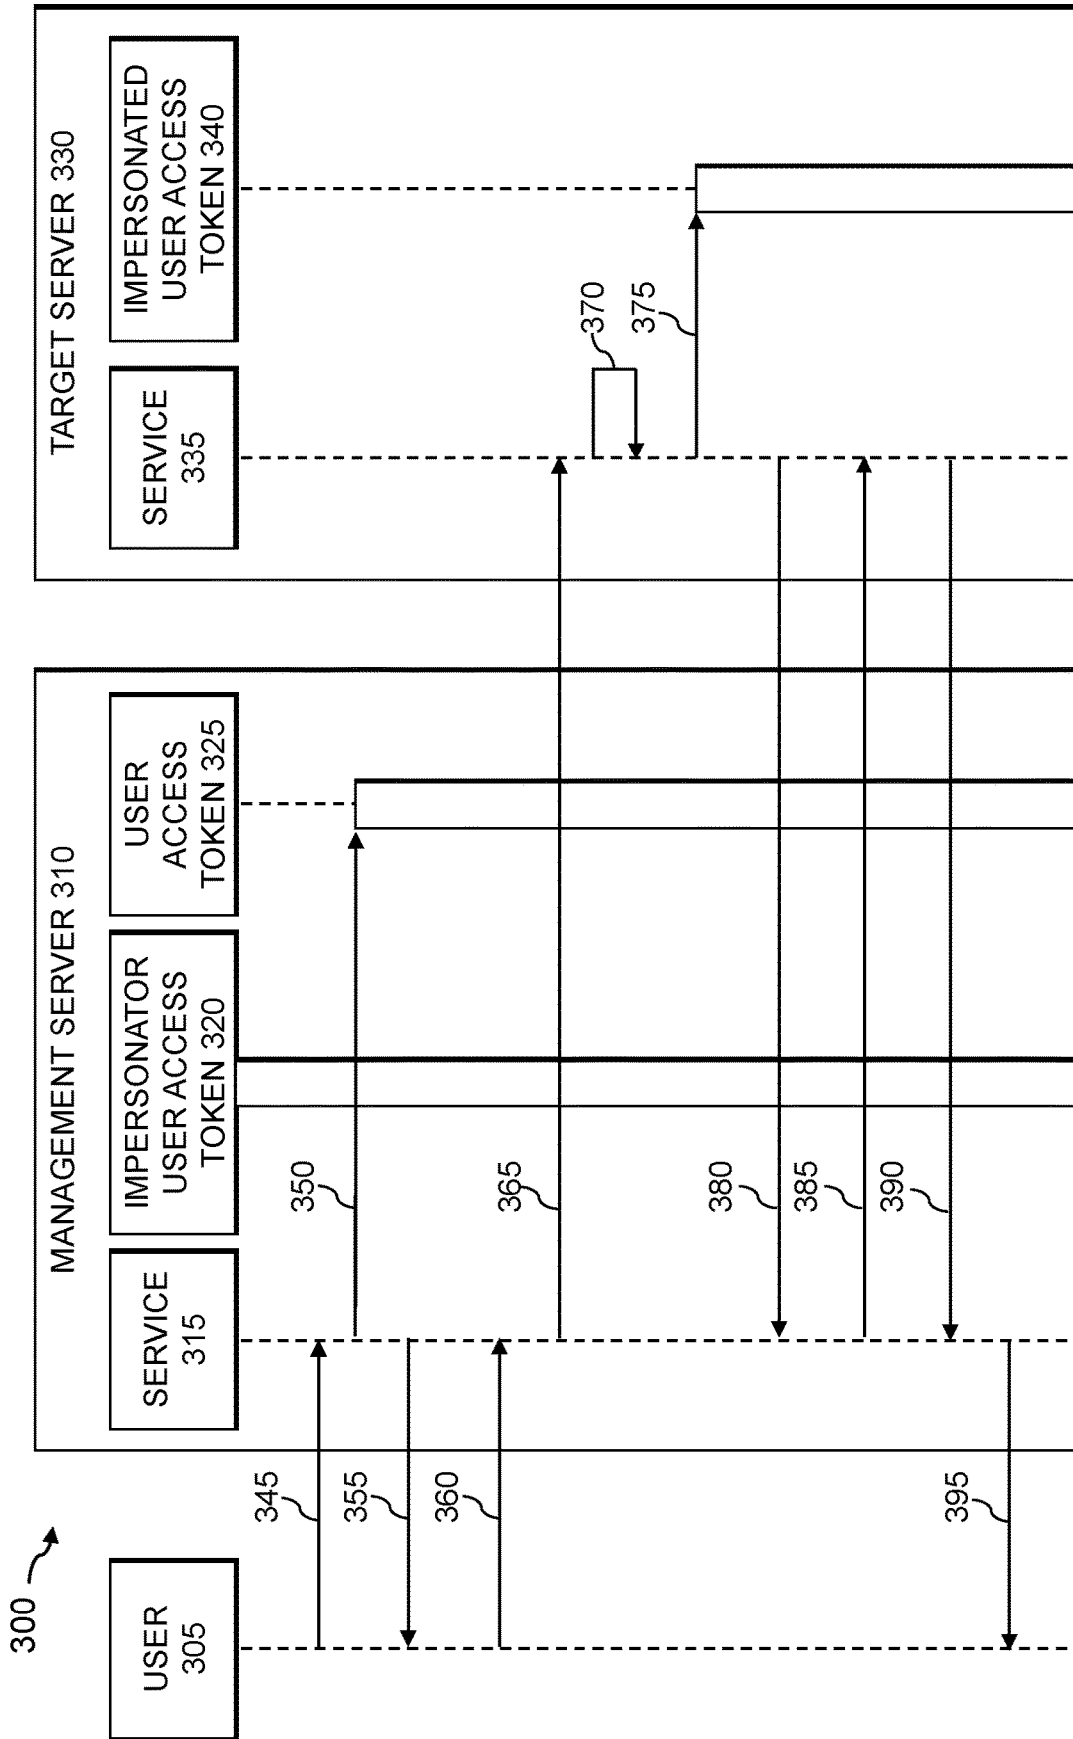 300
USER
305
MANAGEMENT SERVER 310
SERVICE
315
IMPERSONATOR
USER ACCESS
TOKEN 320
USER
ACCESS
TOKEN 325
TARGET SERVER 330
SERVICE
335
IMPERSONATED
USER ACCESS
TOKEN 340
345
350
355
360
365
370
375
380
385
390
395